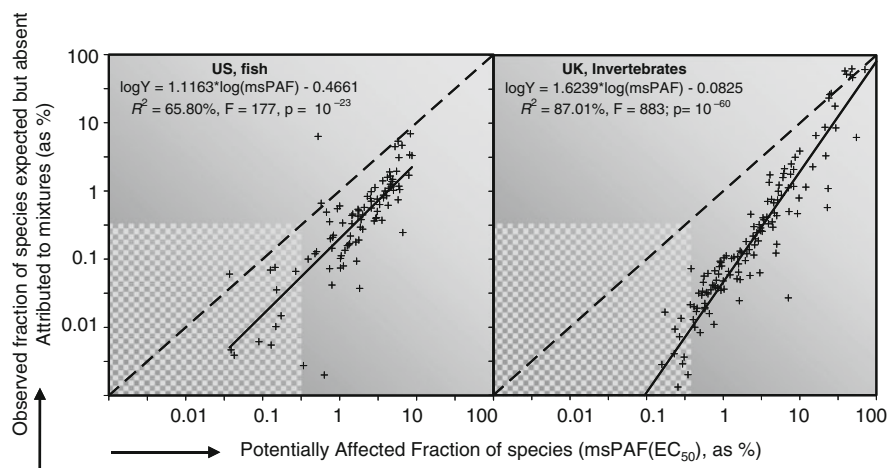 Observed fraction of species expected but absent
Attributed to mixtures (as %)
100
10
1
0.1
0.01
US, fish
logY = 1.1163*log(msPAF) - 0.4661
R² = 65.80%, F = 177, p = 10⁻²³
UK, Invertebrates
logY = 1.6239*log(msPAF) - 0.0825
R² = 87.01%, F = 883; p= 10⁻⁶⁰
0.01 0.1 1 10 100
0.01 0.1 1 10 100
Potentially Affected Fraction of species (msPAF(EC₅₀), as %)